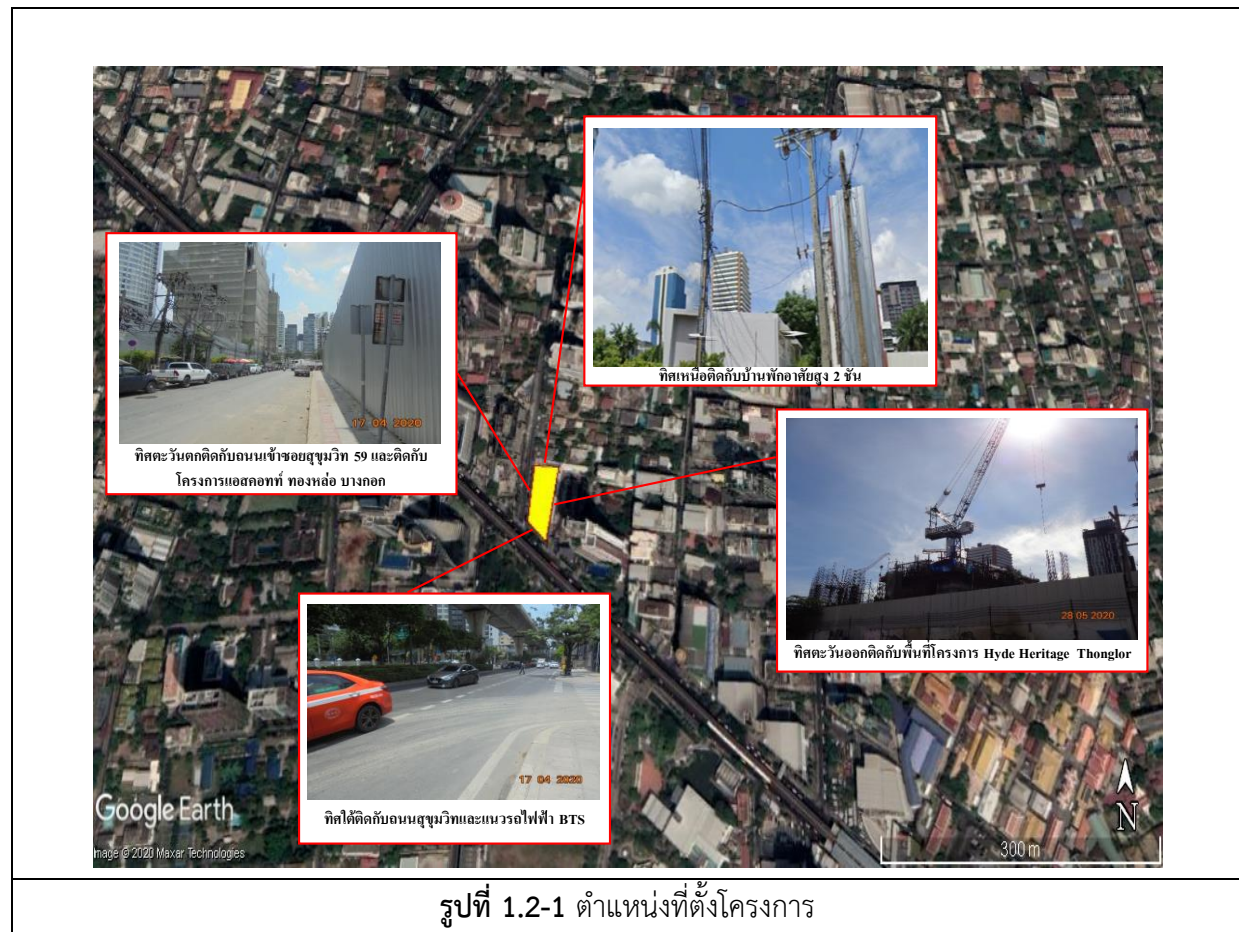 ทิศเหนือติดกับบ้านพักอาศัยสูง 2 ชั้น
17 04 2020
ทิศตะวันตกติดกับถนนเข้าซอยสุขุมวิท 59 และติดกับ
โครงการแอสคอทท์ ทองหล่อ บางกอก
28 05 2020
ทิศตะวันออกติดกับพื้นที่โครงการ Hyde Heritage Thonglor
17 04 2020
ทิศใต้ติดกับถนนสุขุมวิทและแนวรถไฟฟ้า BTS
Google Earth
Image © 2020 Maxar Technologies
N
300 m
รูปที่ 1.2-1 ตำแหน่งที่ตั้งโครงการ